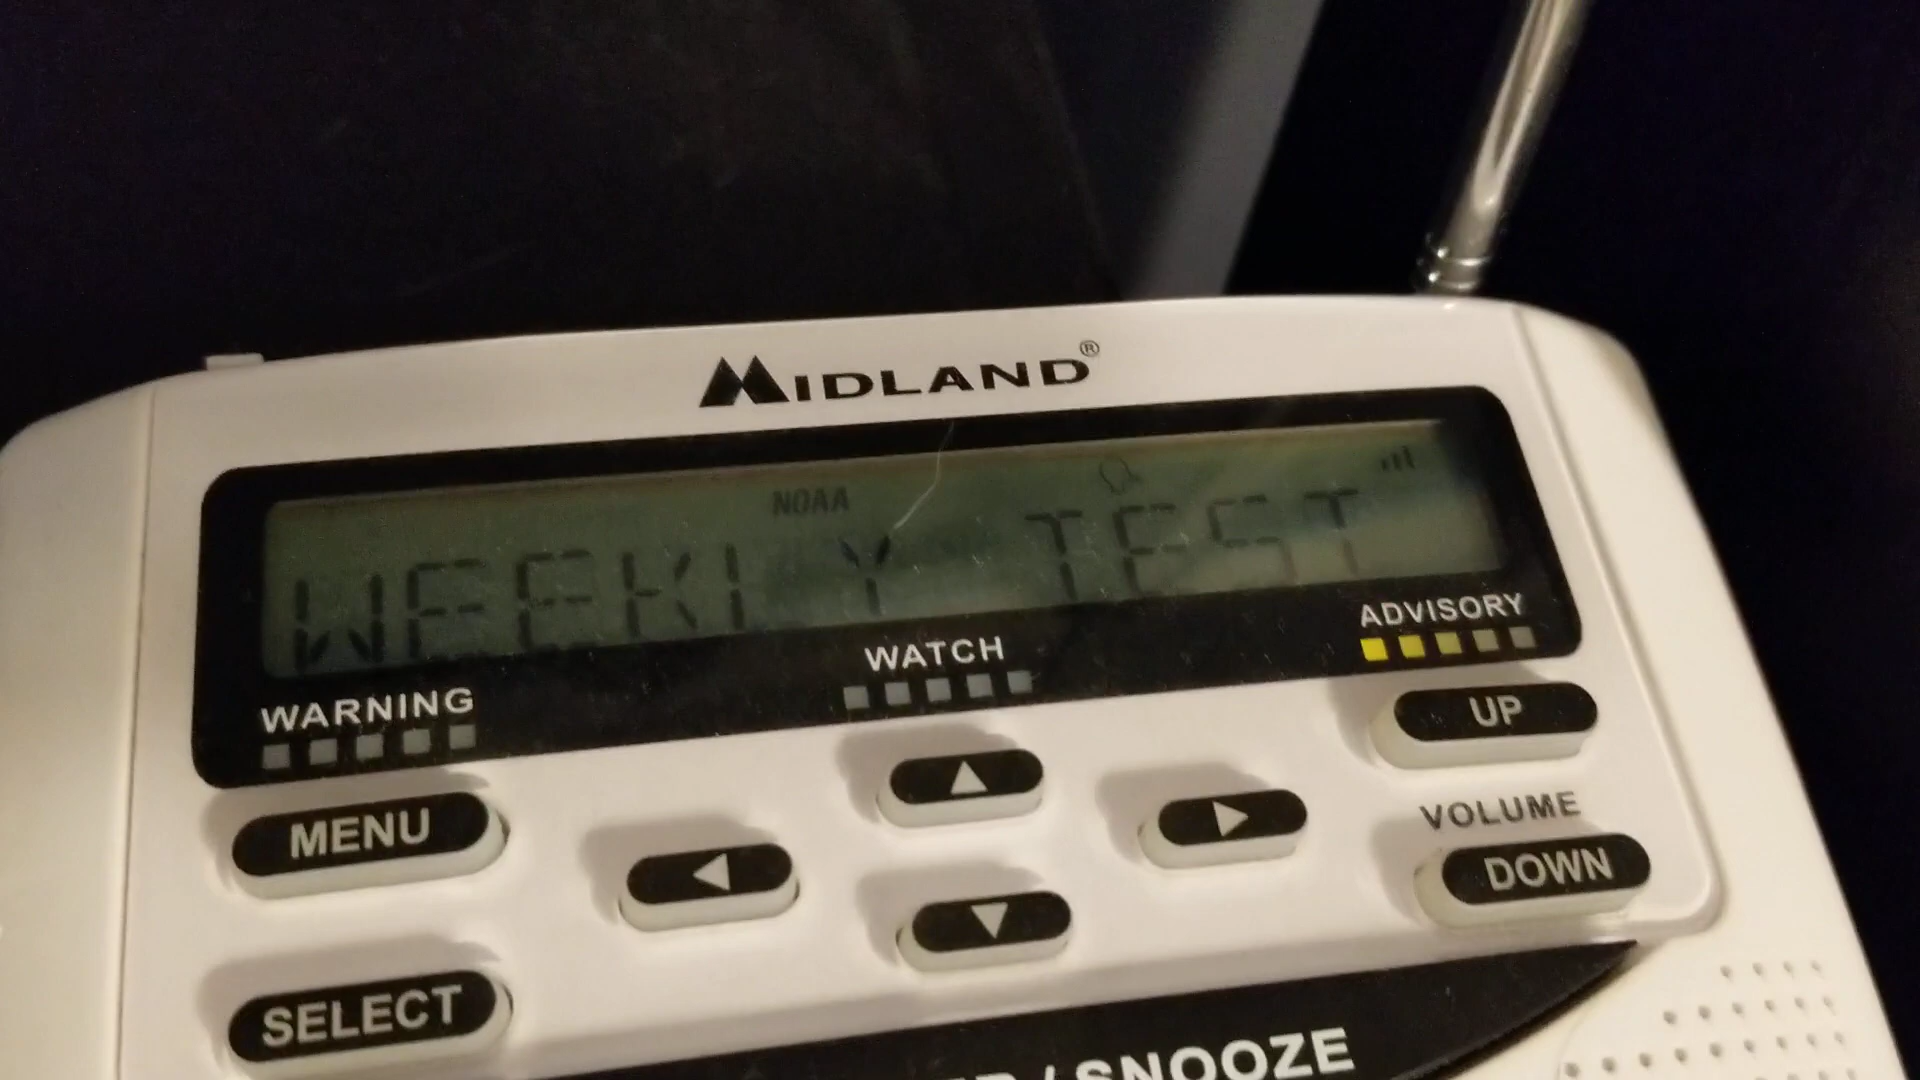 MIDLAND®
NOAA
WEEKLY TEST
WARNING
WATCH
ADVISORY
MENU
UP
VOLUME
DOWN
SELECT
/ SNOOZE